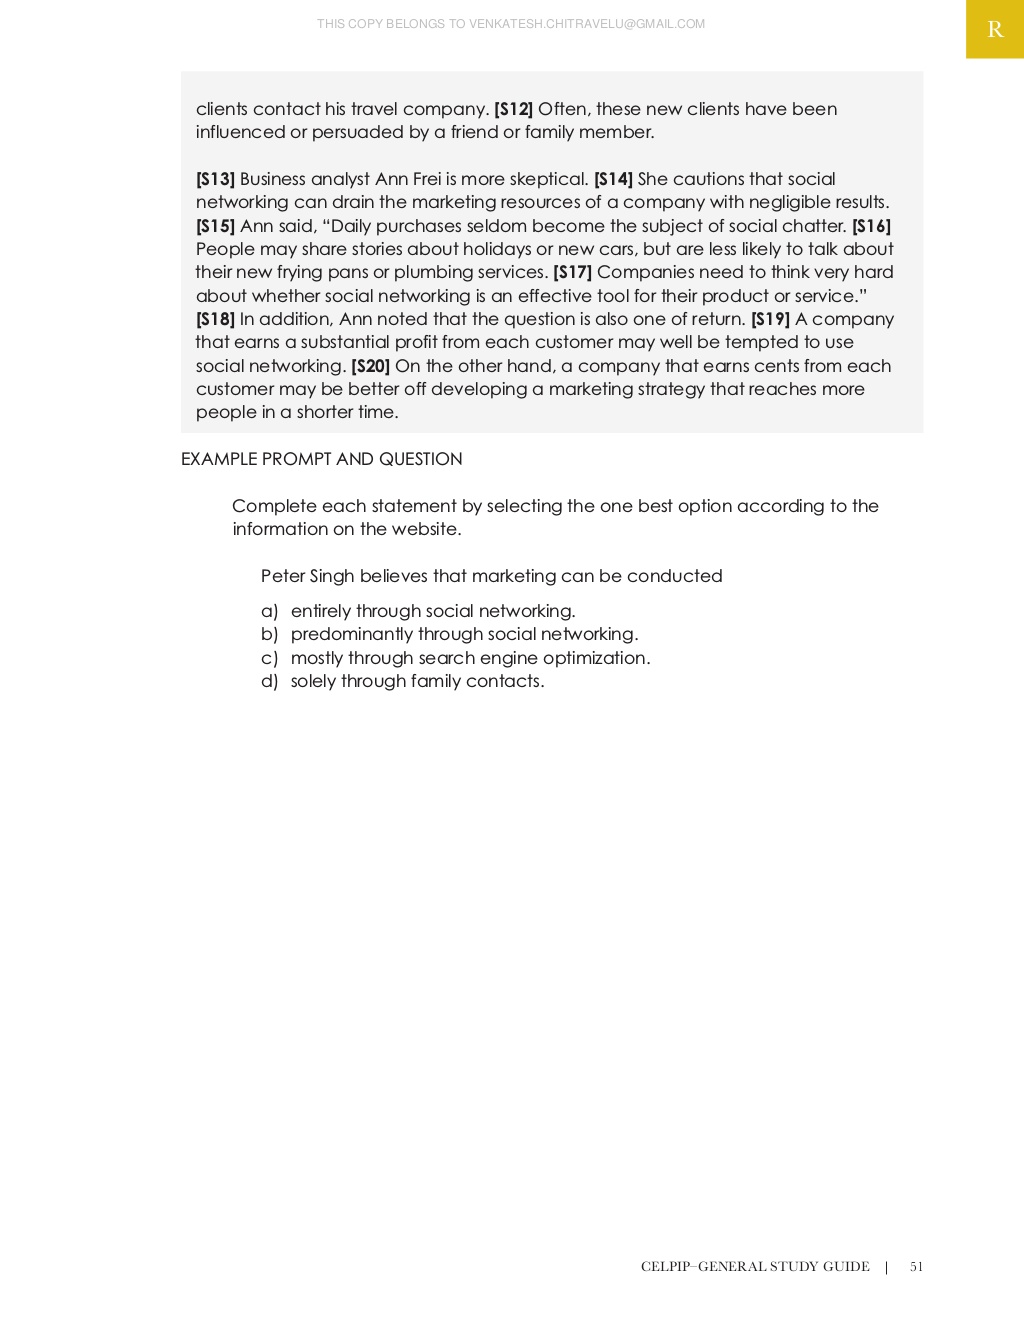 THIS COPY BELONGS TO VENKATESH.CHITRAVELU@GMAIL.COM
R
clients contact his travel company. [S12] Often, these new clients have been
influenced or persuaded by a friend or family member.
[S13] Business analyst Ann Frei is more skeptical. [S14] She cautions that social
networking can drain the marketing resources of a company with negligible results.
[S15] Ann said, “Daily purchases seldom become the subject of social chatter. [S16]
People may share stories about holidays or new cars, but are less likely to talk about
their new frying pans or plumbing services. [S17] Companies need to think very hard
about whether social networking is an effective tool for their product or service.”
[S18] In addition, Ann noted that the question is also one of return. [S19] A company
that earns a substantial profit from each customer may well be tempted to use
social networking. [S20] On the other hand, a company that earns cents from each
customer may be better off developing a marketing strategy that reaches more
people in a shorter time.
EXAMPLE PROMPT AND QUESTION
Complete each statement by selecting the one best option according to the
information on the website.
Peter Singh believes that marketing can be conducted
a) entirely through social networking.
b) predominantly through social networking.
c) mostly through search engine optimization.
d) solely through family contacts.
CELPIP–GENERAL STUDY GUIDE | 51